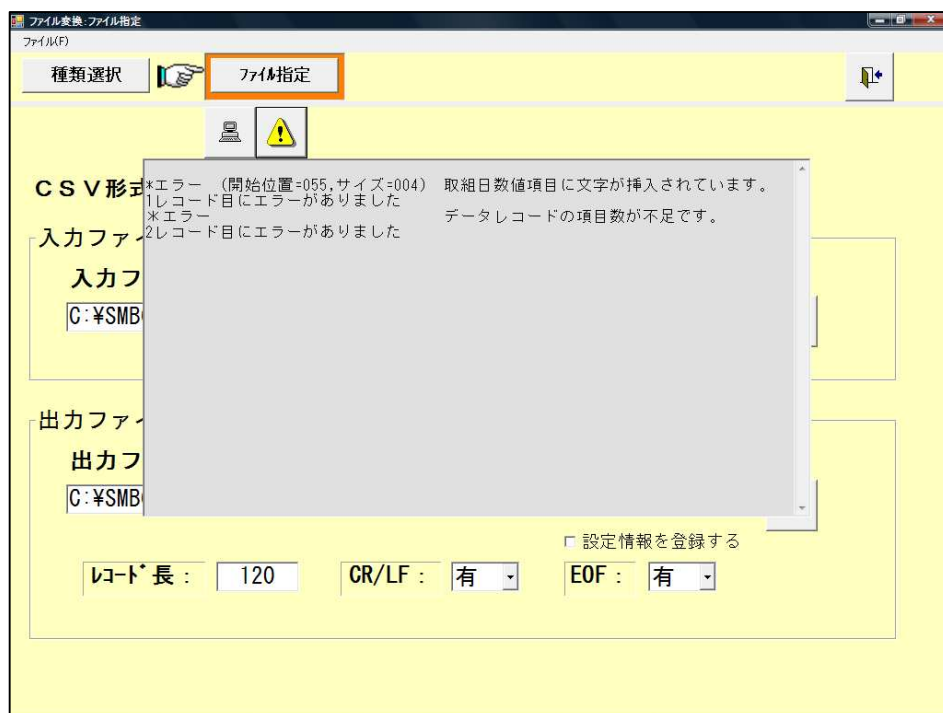 ファイル変換:ファイル指定
ファイル(F)
種類選択
ファイル指定
CSV形式
*エラー (開始位置=055,サイズ=004) 取組日数値項目に文字が挿入されています。
1レコード目にエラーがありました
*エラー データレコードの項目数が不足です。
2レコード目にエラーがありました
入力ファイ
入力フ
C:¥SMB
出力ファイ
出力フ
C:¥SMB
設定情報を登録する
レコード長: 120 CR/LF: 有 EOF: 有